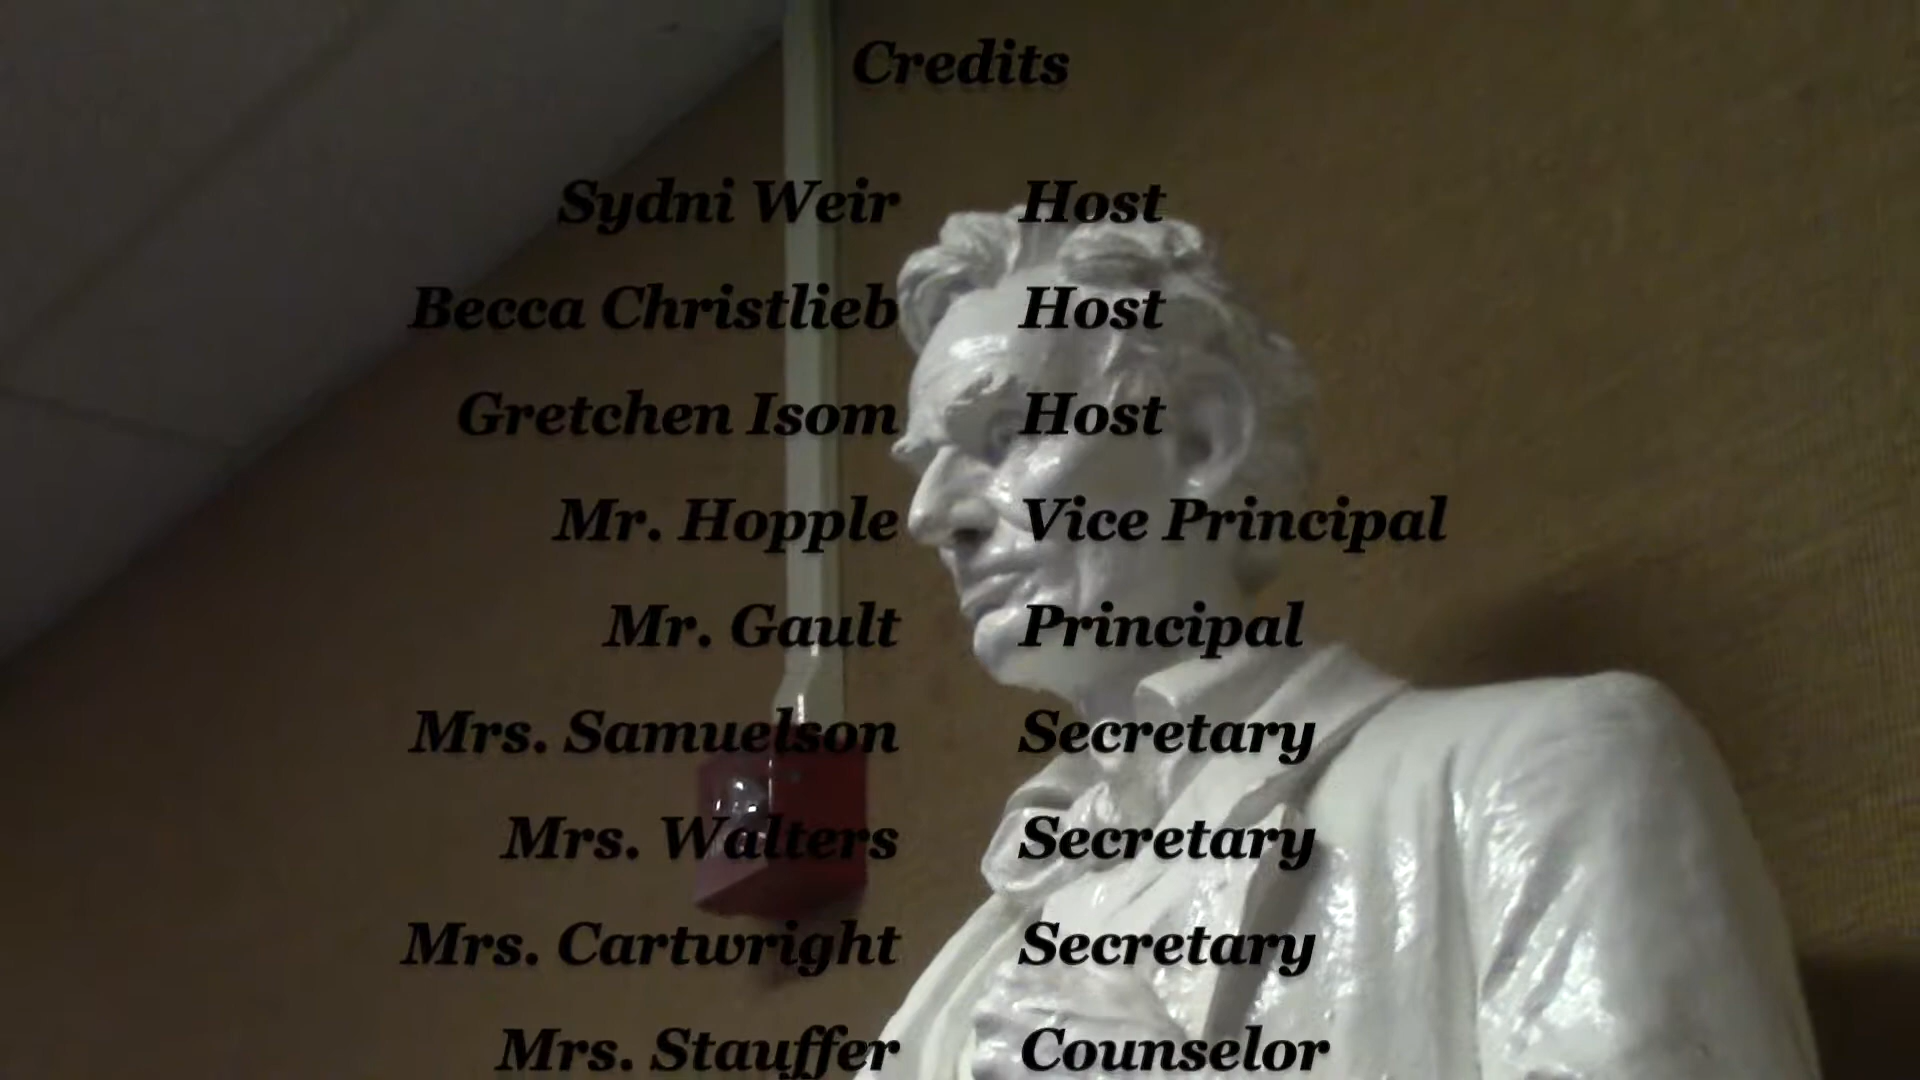 Credits
Sydni Weir Host
Becca Christlieb Host
Gretchen Isom Host
Mr. Hopple Vice Principal
Mr. Gault Principal
Mrs. Samuelson Secretary
Mrs. Walters Secretary
Mrs. Cartwright Secretary
Mrs. Stauffer Counselor